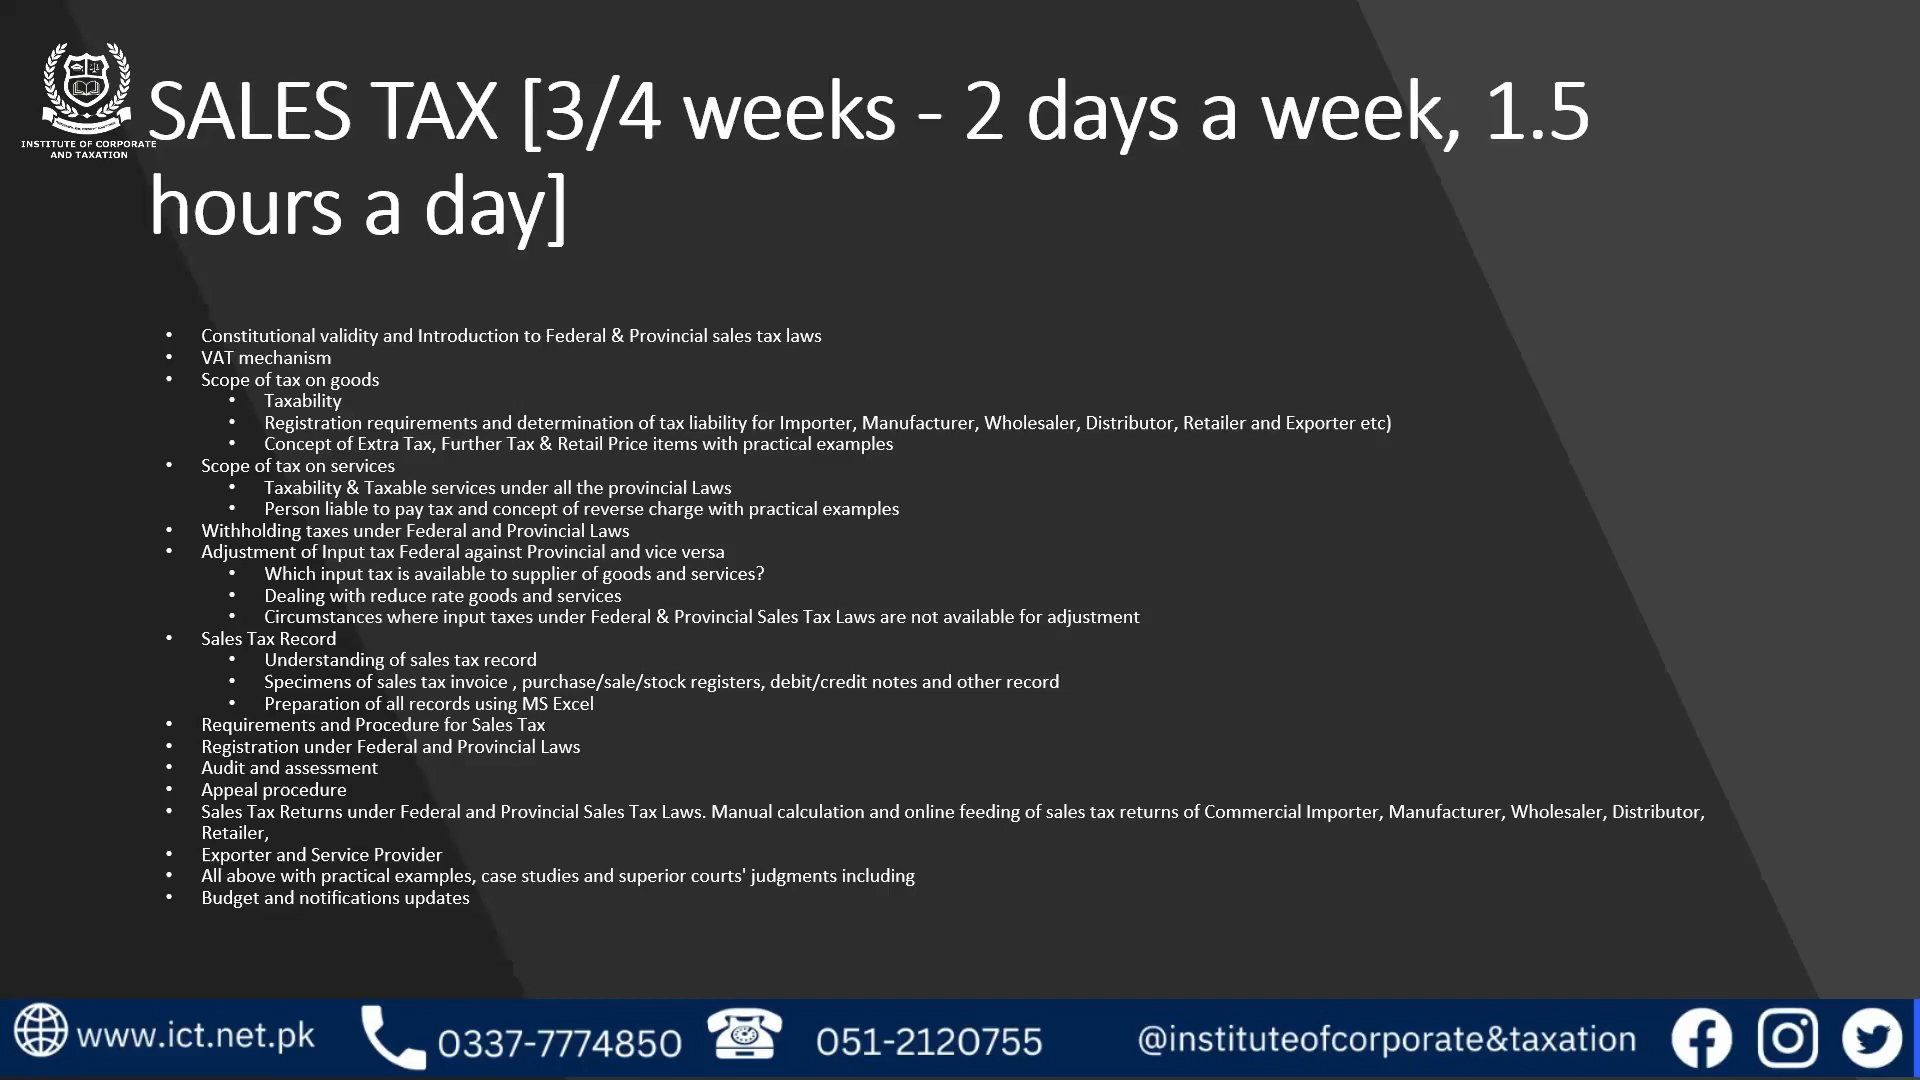 INSTITUTE OF CORPORATE
AND TAXATION
SALES TAX [3/4 weeks - 2 days a week, 1.5
hours a day]
• Constitutional validity and Introduction to Federal & Provincial sales tax laws
• VAT mechanism
• Scope of tax on goods
• Taxability
• Registration requirements and determination of tax liability for Importer, Manufacturer, Wholesaler, Distributor, Retailer and Exporter etc)
• Concept of Extra Tax, Further Tax & Retail Price items with practical examples
• Scope of tax on services
• Taxability & Taxable services under all the provincial Laws
• Person liable to pay tax and concept of reverse charge with practical examples
• Withholding taxes under Federal and Provincial Laws
• Adjustment of Input tax Federal against Provincial and vice versa
• Which input tax is available to supplier of goods and services?
• Dealing with reduce rate goods and services
• Circumstances where input taxes under Federal & Provincial Sales Tax Laws are not available for adjustment
• Sales Tax Record
• Understanding of sales tax record
• Specimens of sales tax invoice , purchase/sale/stock registers, debit/credit notes and other record
• Preparation of all records using MS Excel
• Requirements and Procedure for Sales Tax
• Registration under Federal and Provincial Laws
• Audit and assessment
• Appeal procedure
• Sales Tax Returns under Federal and Provincial Sales Tax Laws. Manual calculation and online feeding of sales tax returns of Commercial Importer, Manufacturer, Wholesaler, Distributor,
Retailer,
• Exporter and Service Provider
• All above with practical examples, case studies and superior courts' judgments including
• Budget and notifications updates
www.ict.net.pk 0337-7774850 051-2120755 @instituteofcorporate&taxation